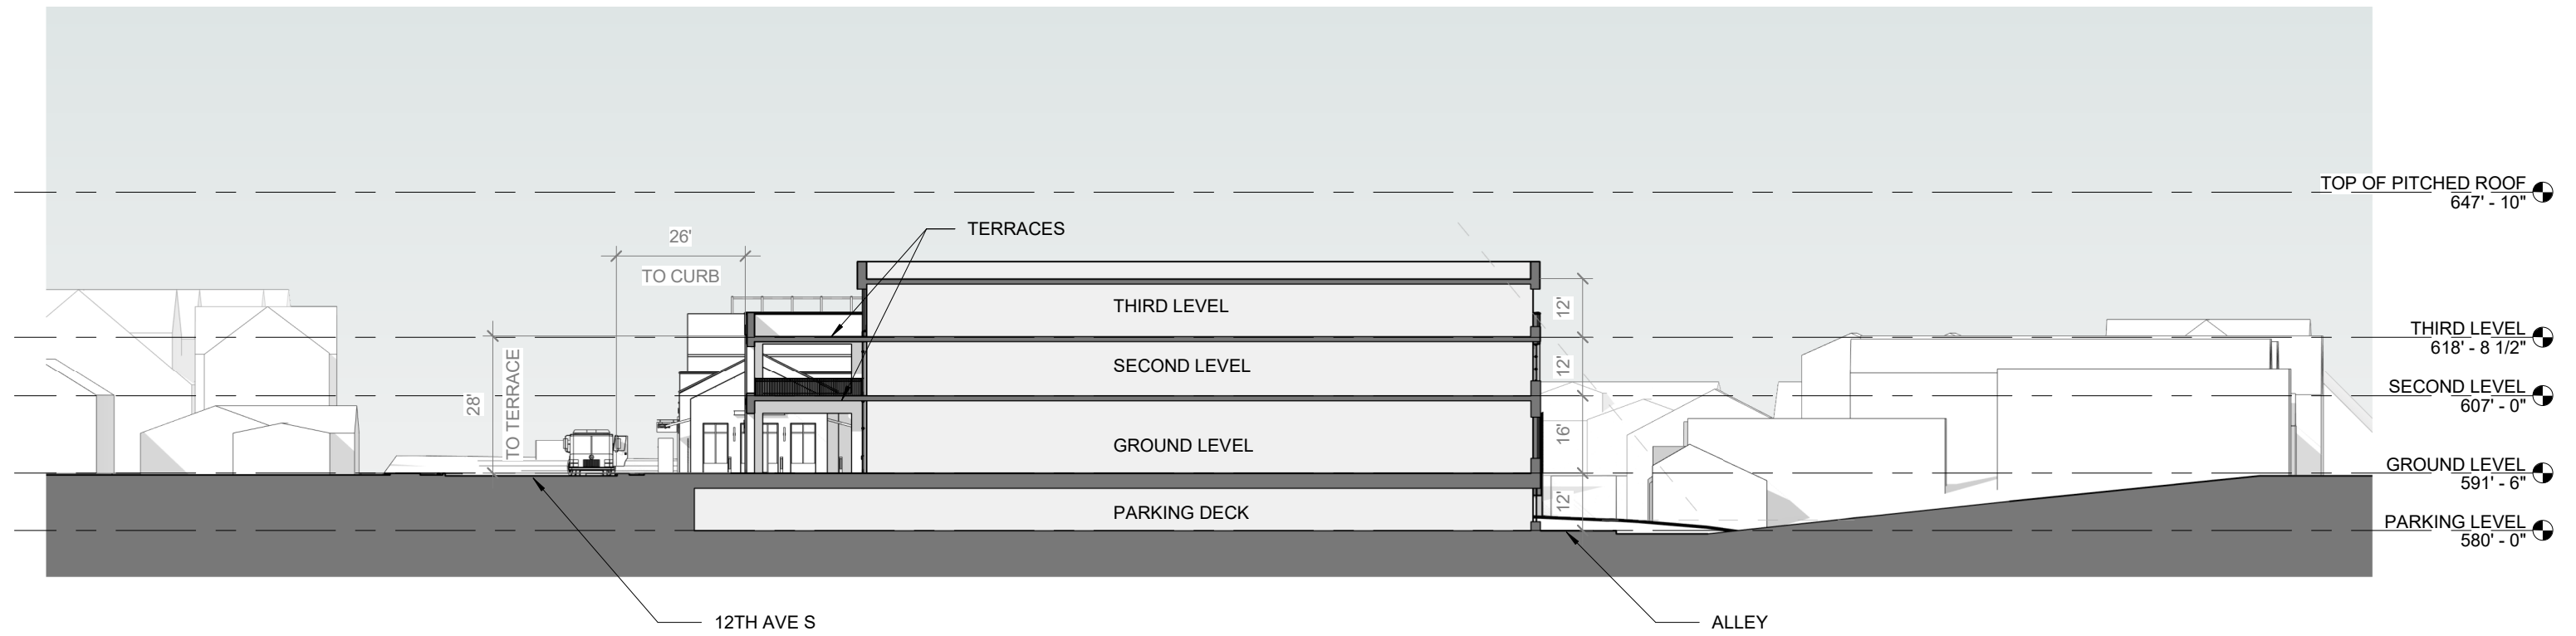 TOP OF PITCHED ROOF
647' - 10"
TERRACES
26'
TO CURB
THIRD LEVEL
12'
THIRD LEVEL
618' - 8 1/2"
28'
TO TERRACE
SECOND LEVEL
12'
SECOND LEVEL
607' - 0"
GROUND LEVEL
16'
GROUND LEVEL
591' - 6"
PARKING DECK
12'
PARKING LEVEL
580' - 0"
12TH AVE S
ALLEY